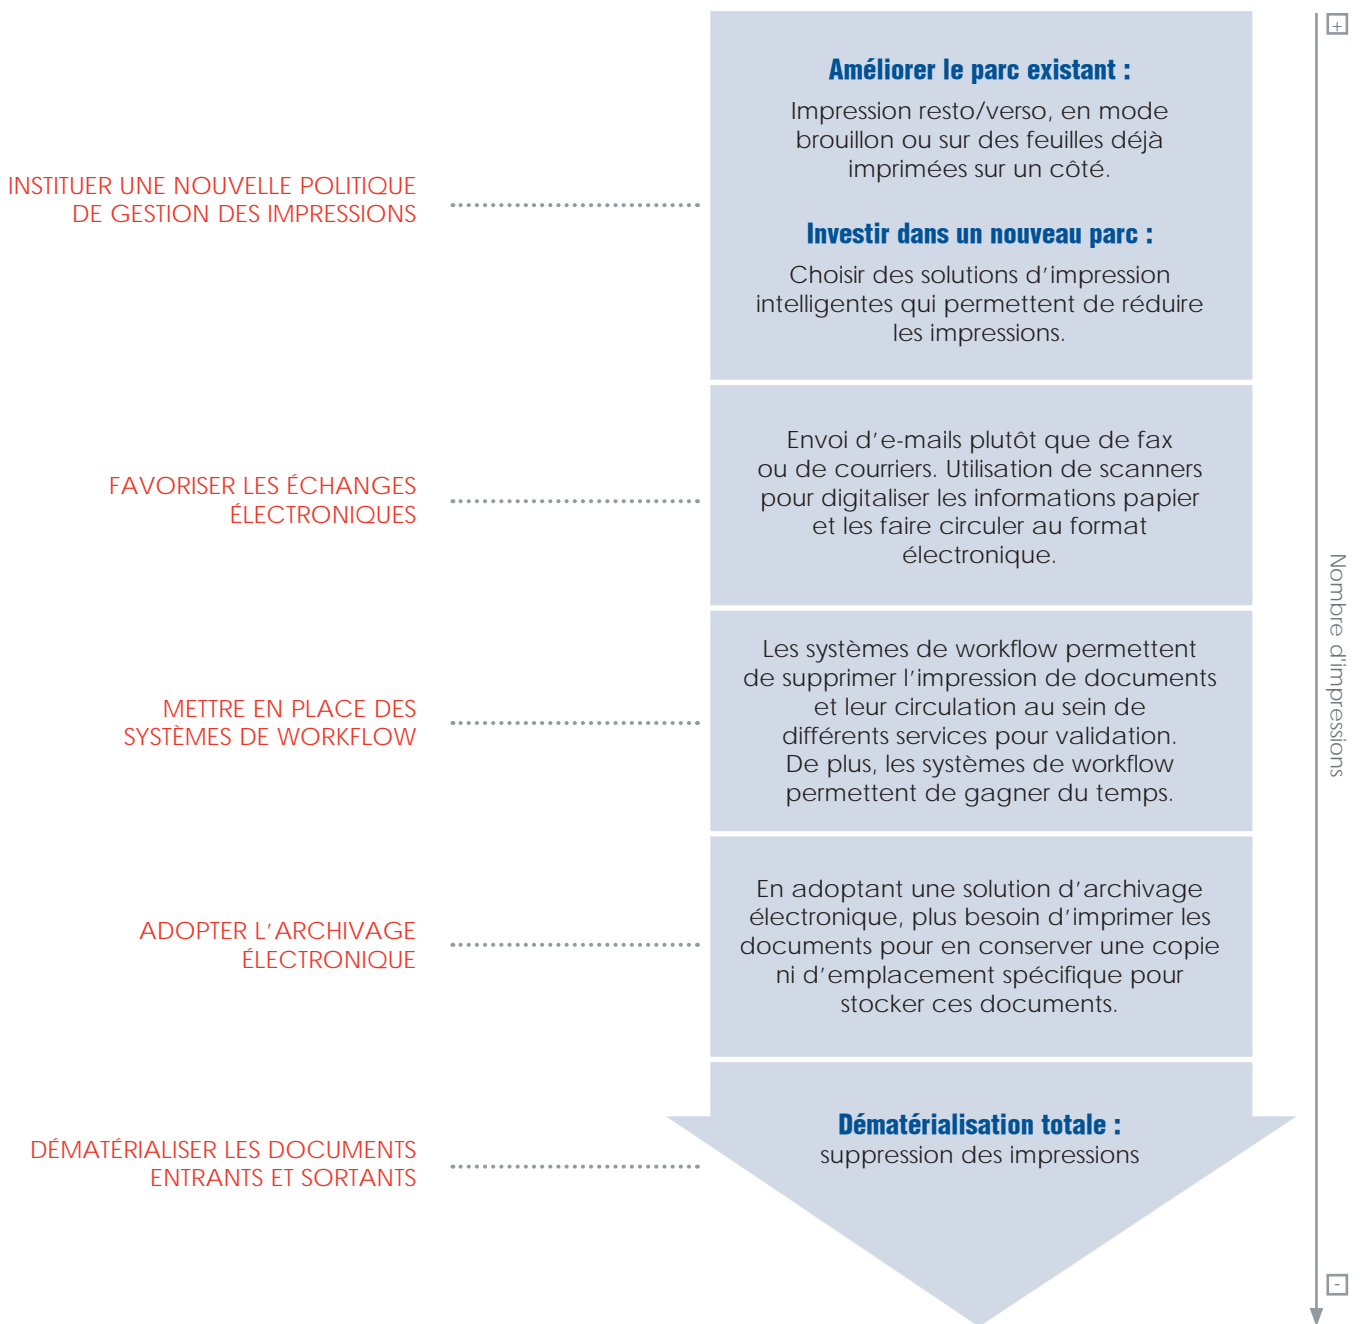 +
Améliorer le parc existant :
Impression resto/verso, en mode
brouillon ou sur des feuilles déjà
imprimées sur un côté.
INSTITUER UNE NOUVELLE POLITIQUE
DE GESTION DES IMPRESSIONS
Investir dans un nouveau parc :
Choisir des solutions d’impression
intelligentes qui permettent de réduire
les impressions.
FAVORISER LES ÉCHANGES
ÉLECTRONIQUES
Envoi d’e-mails plutôt que de fax
ou de courriers. Utilisation de scanners
pour digitaliser les informations papier
et les faire circuler au format
électronique.
Nombre d'impressions
METTRE EN PLACE DES
SYSTÈMES DE WORKFLOW
Les systèmes de workflow permettent
de supprimer l’impression de documents
et leur circulation au sein de
différents services pour validation.
De plus, les systèmes de workflow
permettent de gagner du temps.
ADOPTER L’ARCHIVAGE
ÉLECTRONIQUE
En adoptant une solution d’archivage
électronique, plus besoin d’imprimer les
documents pour en conserver une copie
ni d’emplacement spécifique pour
stocker ces documents.
DÉMATÉRIALISER LES DOCUMENTS
ENTRANTS ET SORTANTS
Dématérialisation totale :
suppression des impressions
-